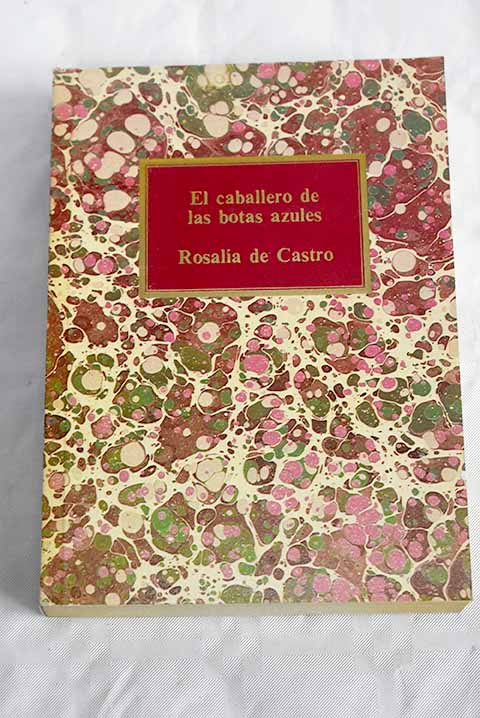 El caballero de
las botas azules
Rosalía de Castro